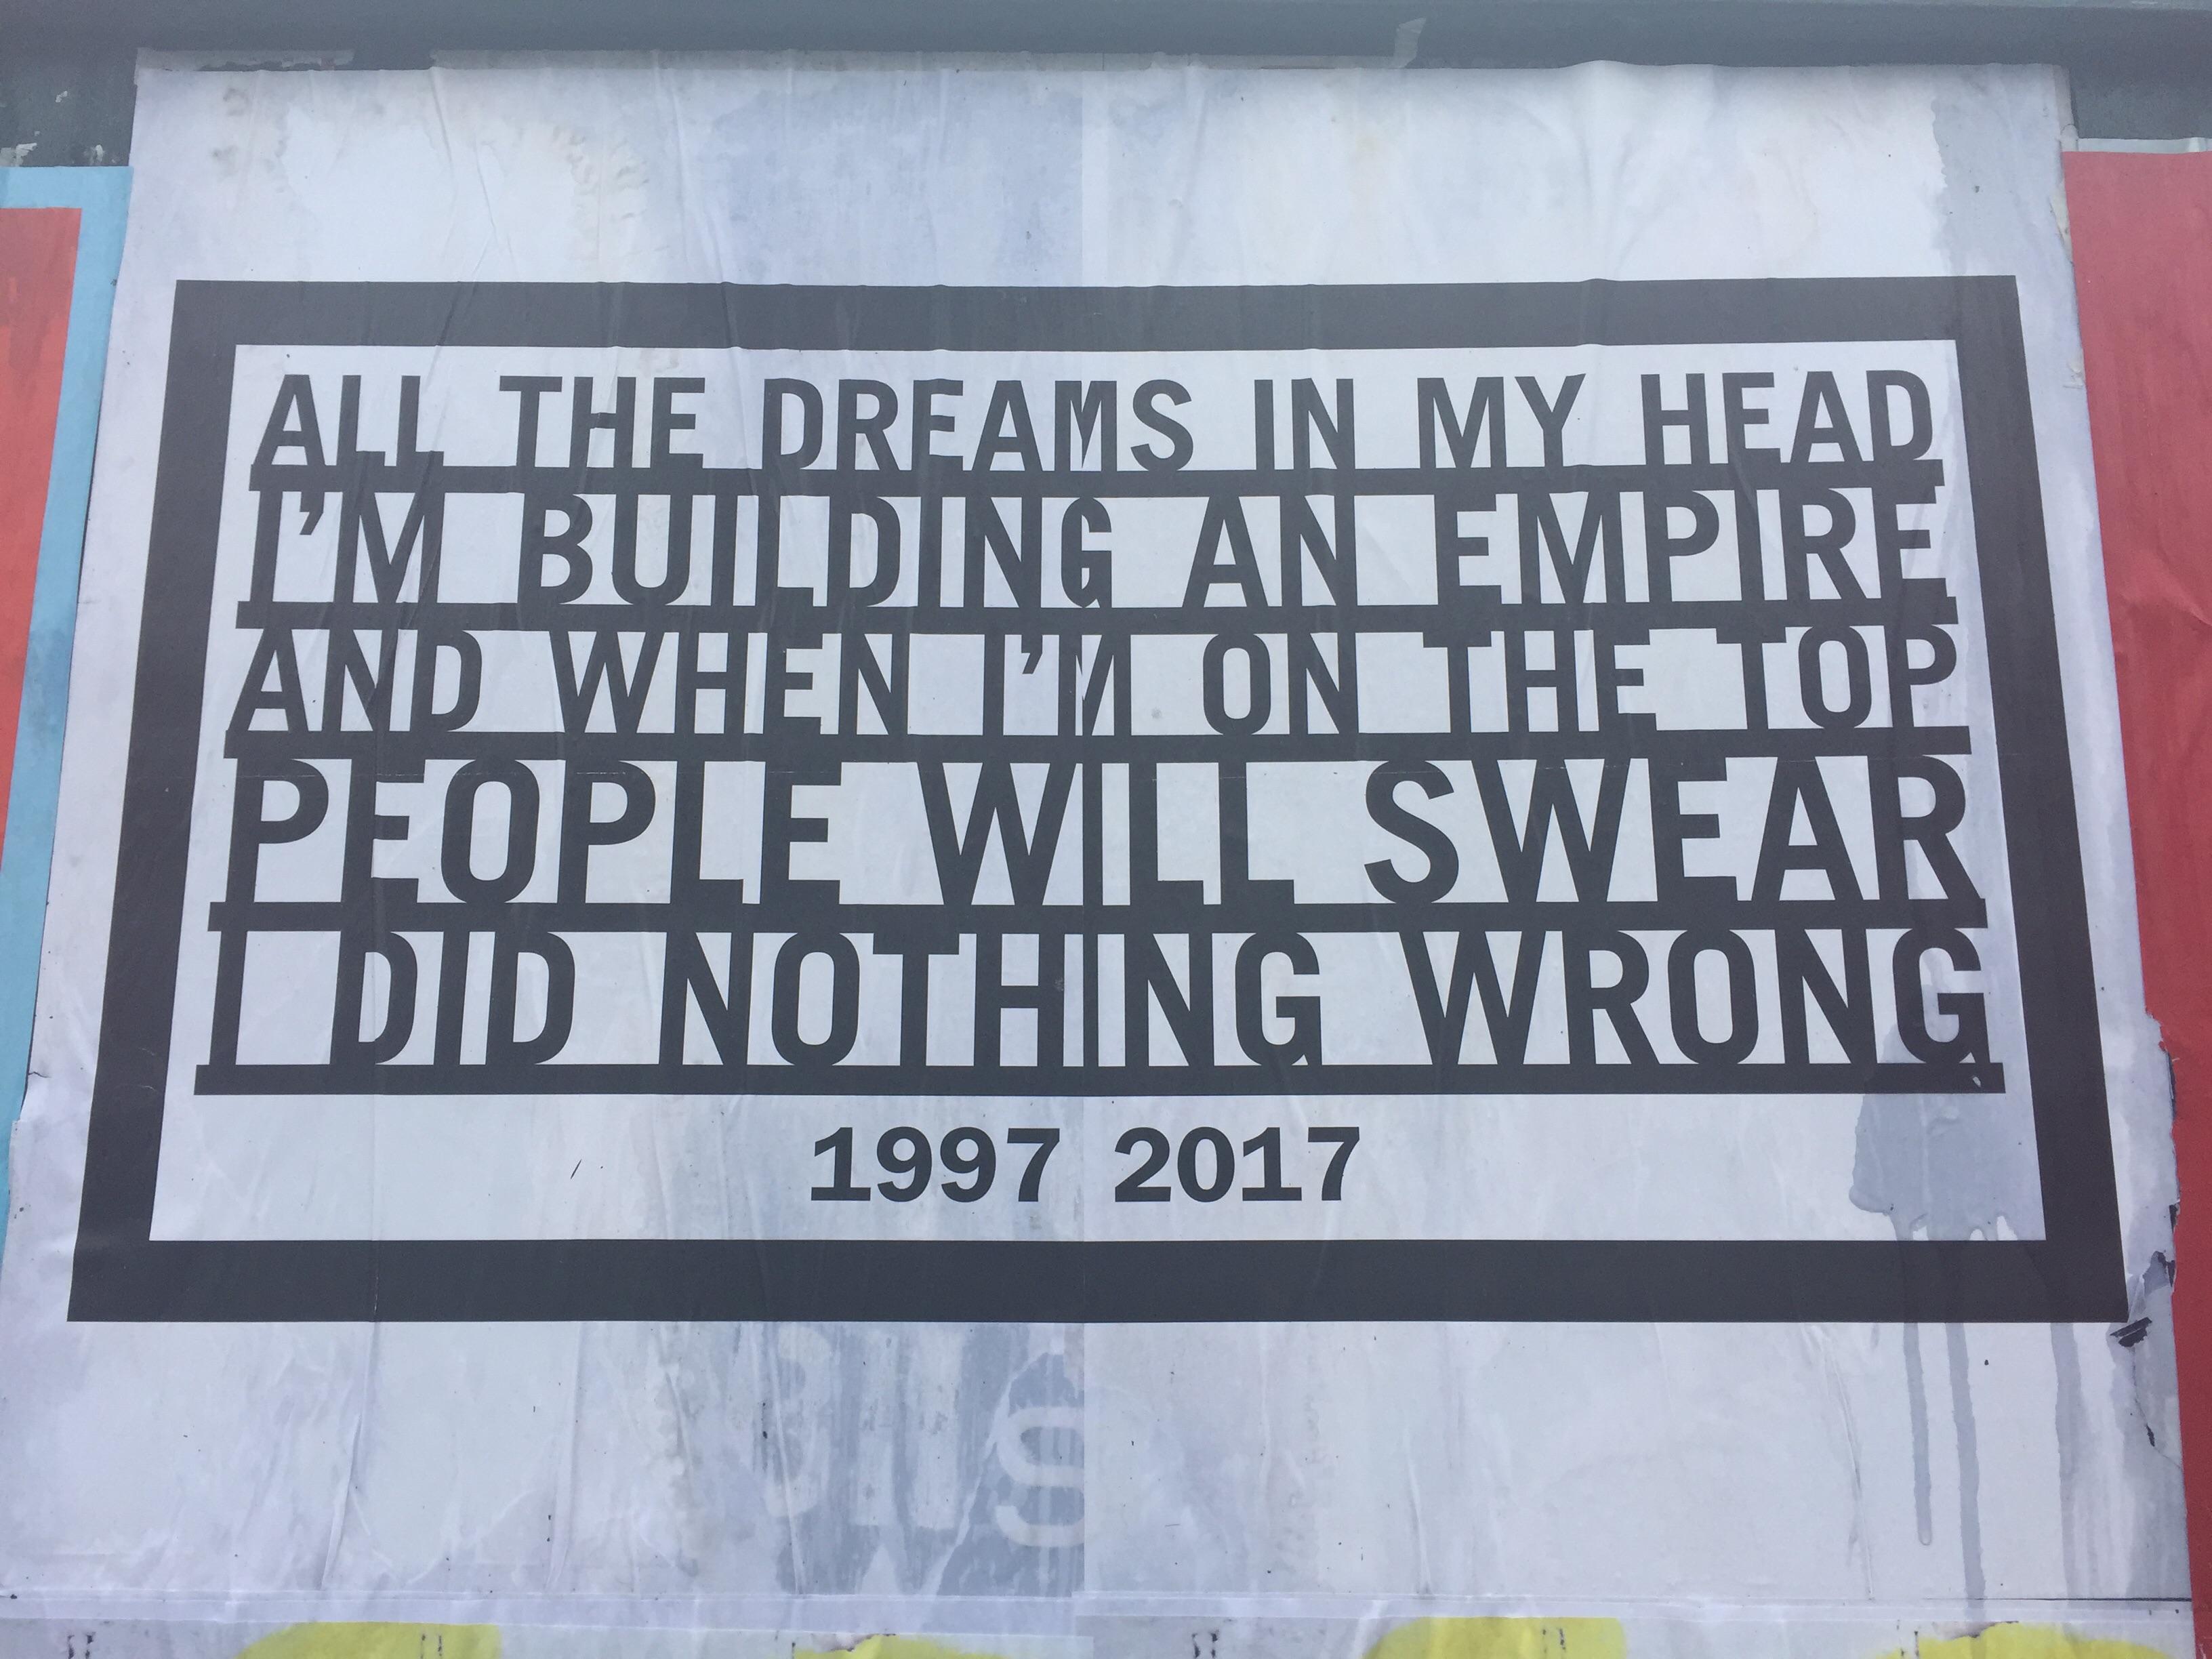 ALL THE DREAMS IN MY HEAD
I'M BUILDING AN EMPIRE
AND WHEN I'M ON THE TOP
PEOPLE WILL SWEAR
I DID NOTHING WRONG
1997 2017